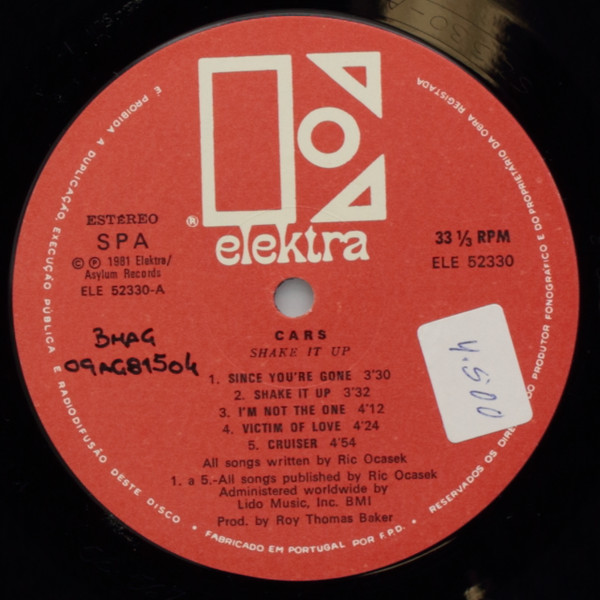 É PROIBIDA A DUPLICAÇÃO, EXECUÇÃO PÚBLICA E RADIODIFUSÃO DESTE DISCO • FABRICADO EM PORTUGAL POR F.P.D. • RESERVADOS OS DIREI DO PRODUTOR FONOGRÁFICO E DO PROPRIETÁRIO DA OBRA REGISTADA
® elektra
ESTÉREO
SPA
© ℗ 1981 Elektra/
Asylum Records
ELE 52330-A
33 ⅓ RPM
ELE 52330
BMAG
09AG81504
CARS
SHAKE IT UP
1. SINCE YOU'RE GONE 3'30
2. SHAKE IT UP 3'32
3. I'M NOT THE ONE 4'12
4. VICTIM OF LOVE 4'24
5. CRUISER 4'54
All songs written by Ric Ocasek
1. a 5.-All songs published by Ric Ocasek
Administered worldwide by
Lido Music, Inc. BMI
Prod. by Roy Thomas Baker